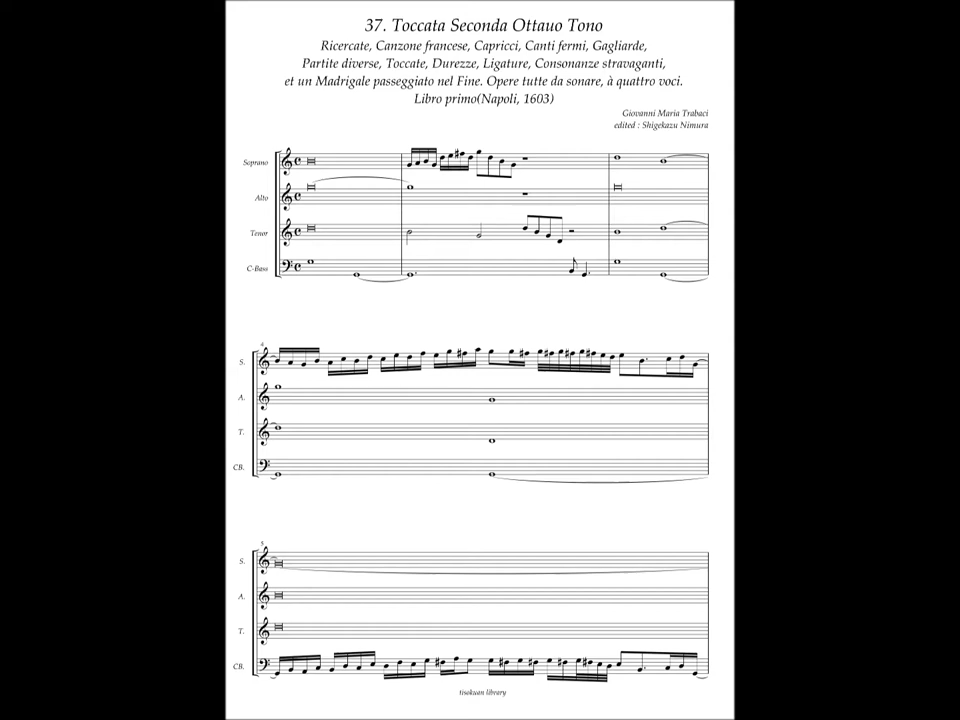 37. Toccata Seconda Ottauo Tono
Ricercate, Canzone francese, Capricci, Canti fermi, Gagliarde,
Partite diverse, Toccate, Durezze, Ligature, Consonanze stravaganti,
et un Madrigale passeggiato nel Fine. Opere tutte da sonare, à quattro voci.
Libro primo(Napoli, 1603)
Giovanni Maria Trabaci
edited : Shigekazu Nimura
Soprano
Alto
Tenor
C-Bass
4
S.
A.
T.
CB.
5
S.
A.
T.
CB.
tisokuan library